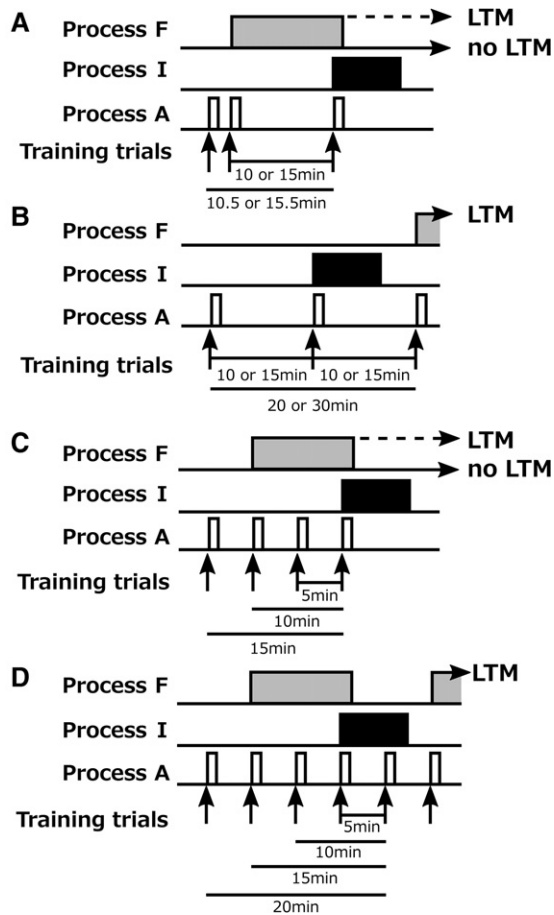 A
Process F
LTM
no LTM
Process I
Process A
Training trials
10 or 15min
10.5 or 15.5min
B
Process F
LTM
Process I
Process A
Training trials
10 or 15min 10 or 15min
20 or 30min
C
Process F
LTM
no LTM
Process I
Process A
Training trials
5min
10min
15min
D
Process F
LTM
Process I
Process A
Training trials
5min
10min
15min
20min